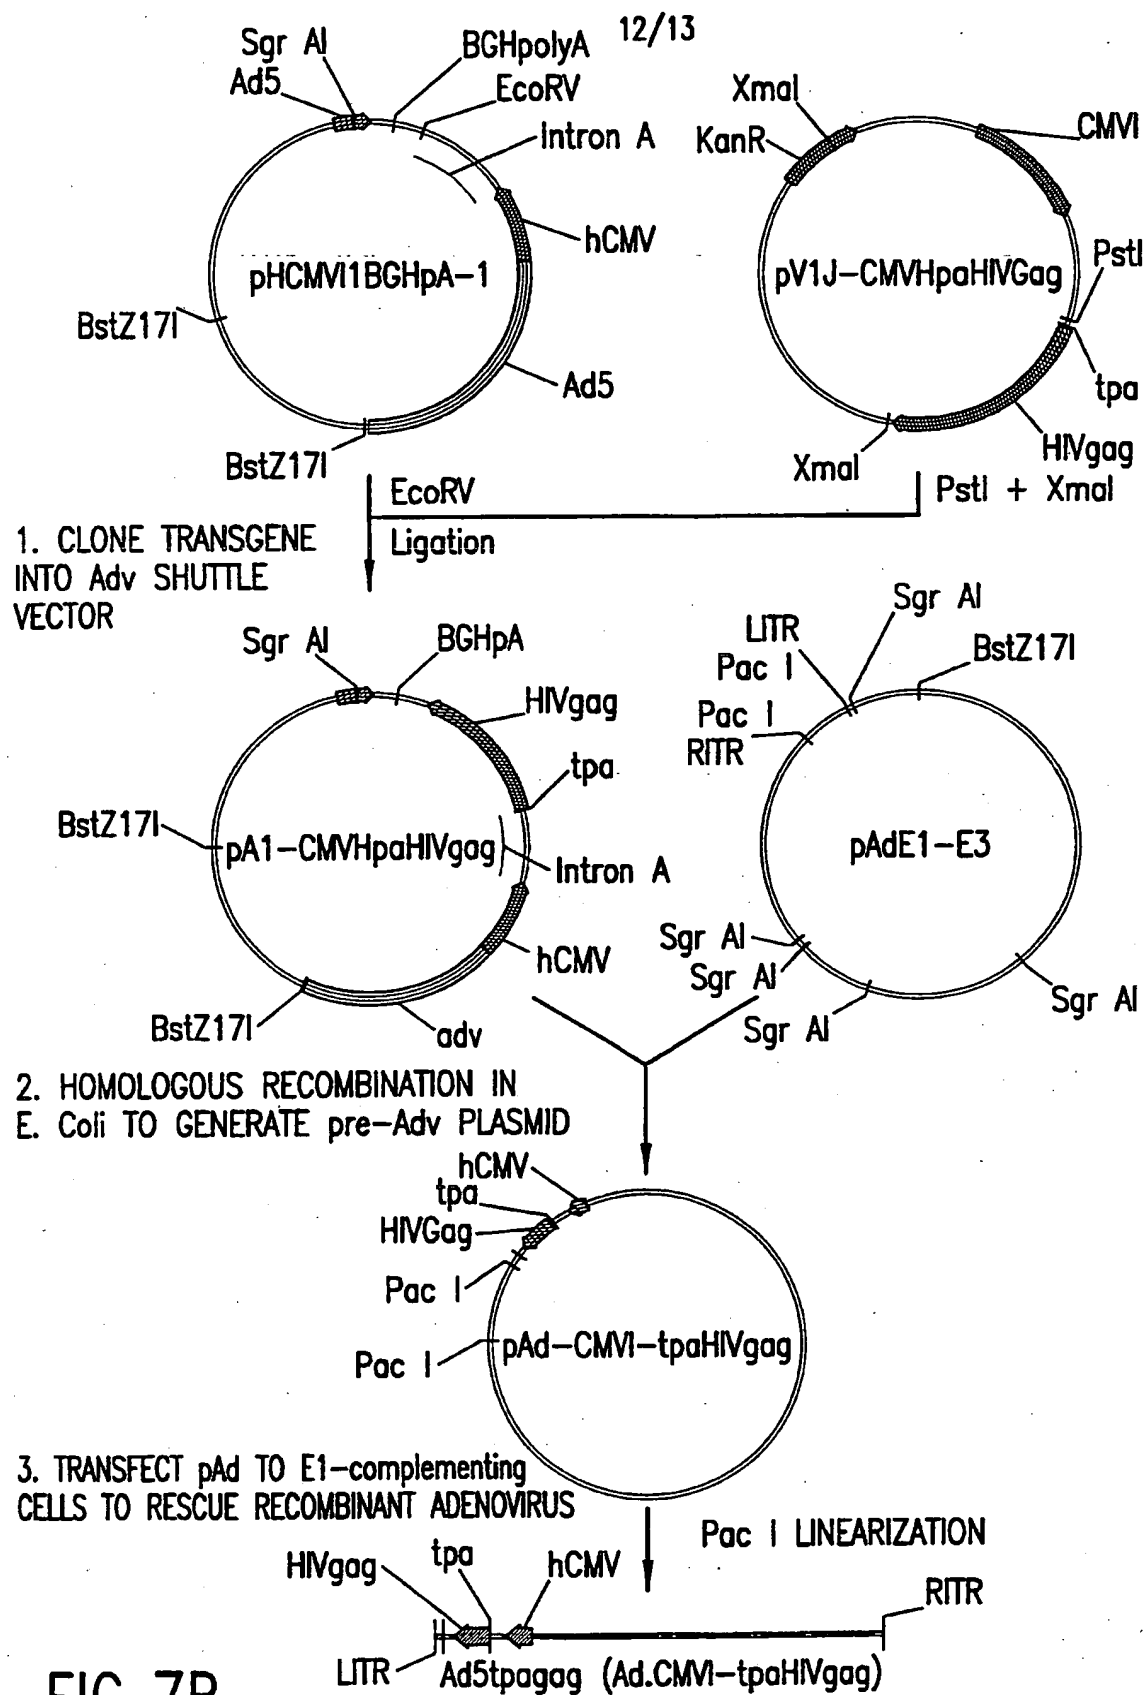 12/13
Sgr AI
Ad5
BGHpolyA
EcoRV
Intron A
hCMV
pHCMVI1BGHpA-1
BstZ17I
Ad5
BstZ17I
XmaI
KanR
CMVI
PstI
pV1J-CMVHpaHIVGag
tpa
HIVgag
XmaI
EcoRV
PstI + XmaI
Ligation
1. CLONE TRANSGENE
INTO Adv SHUTTLE
VECTOR
Sgr AI
BGHpA
HIVgag
tpa
BstZ17I
pA1-CMVHpaHIVgag
Intron A
hCMV
BstZ17I
adv
Sgr AI
LITR
Pac I
BstZ17I
Pac I
RITR
pAdE1-E3
Sgr AI
Sgr AI
Sgr AI
Sgr AI
2. HOMOLOGOUS RECOMBINATION IN
E. Coli TO GENERATE pre-Adv PLASMID
hCMV
tpa
HIVGag
Pac I
Pac I
pAd-CMVI-tpaHIVgag
3. TRANSFECT pAd TO E1-complementing
CELLS TO RESCUE RECOMBINANT ADENOVIRUS
Pac I LINEARIZATION
HIVgag
tpa
hCMV
RITR
LITR
Ad5tpagag (Ad.CMVI-tpaHIVgag)
FIG. 7B